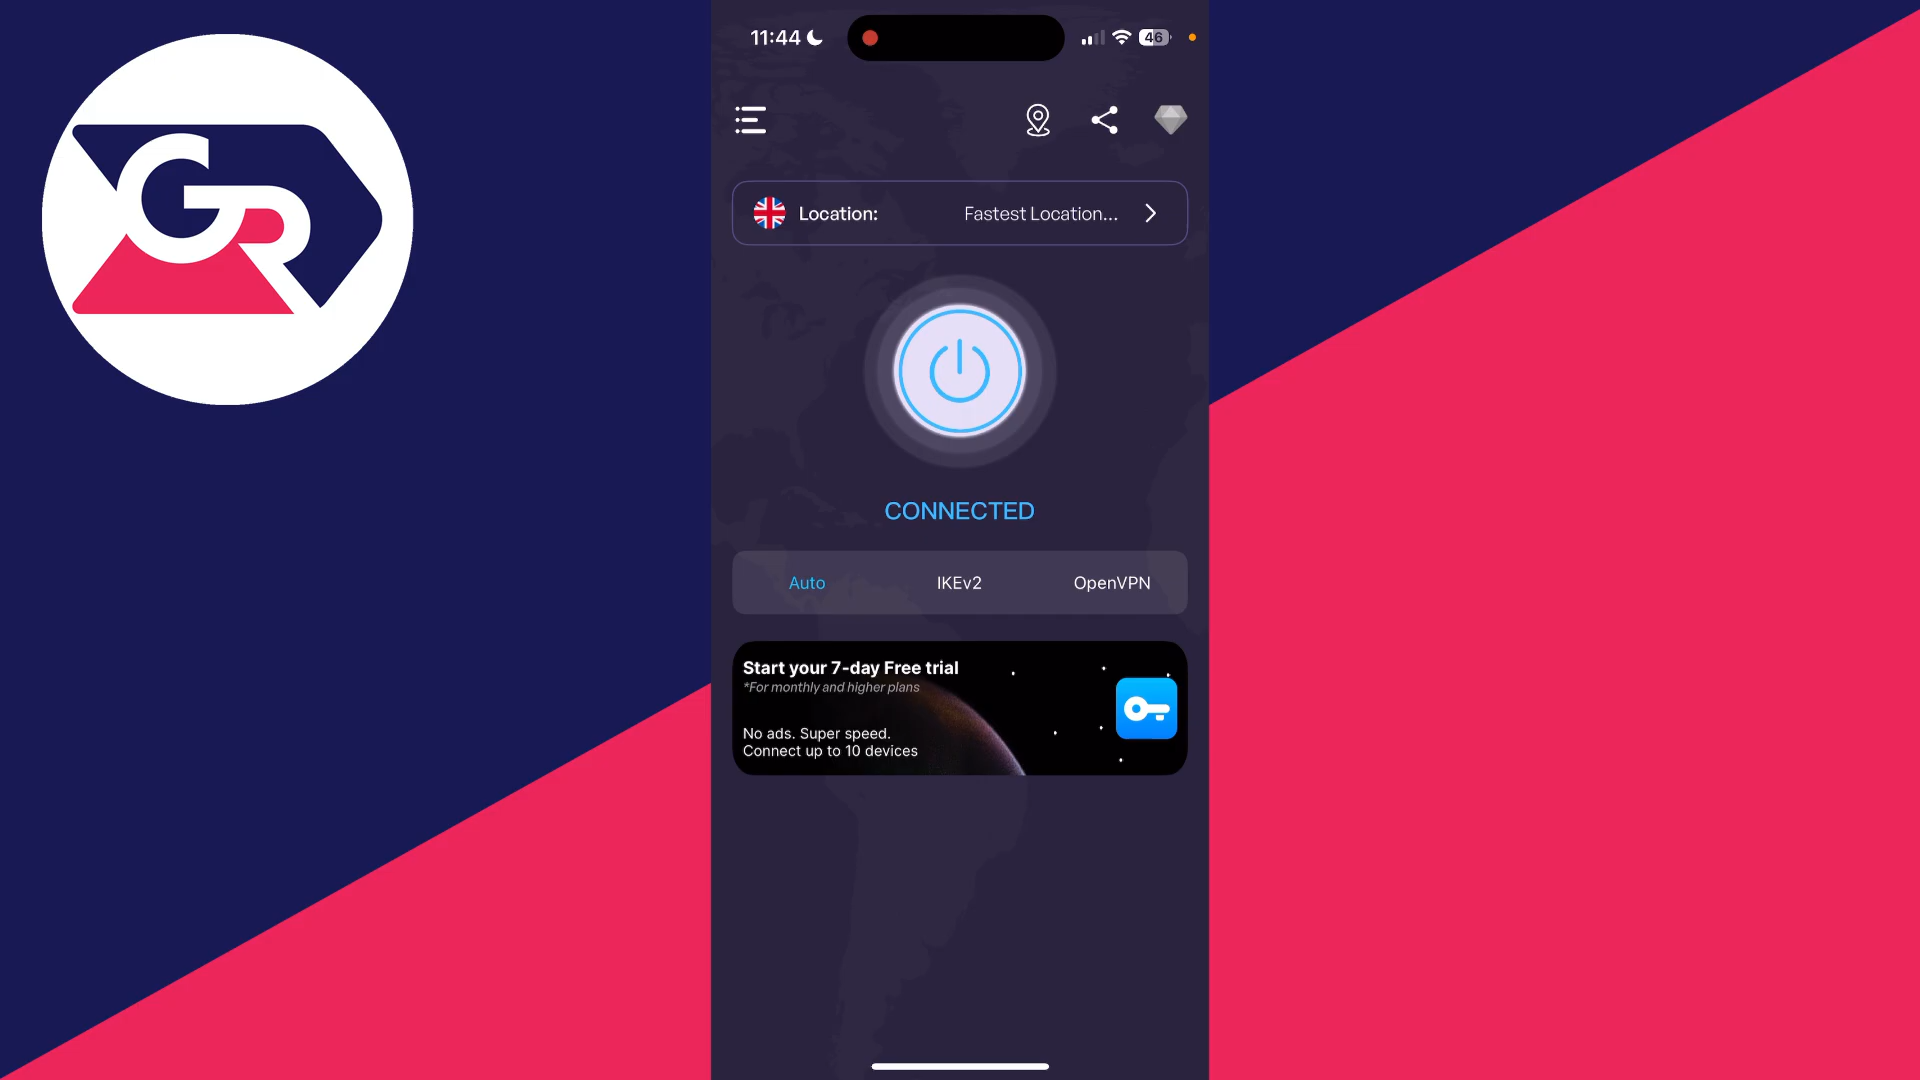 GR
11:44
46
Location: Fastest Location...
CONNECTED
Auto IKEv2 OpenVPN
Start your 7-day Free trial
*For monthly and higher plans
No ads. Super speed.
Connect up to 10 devices